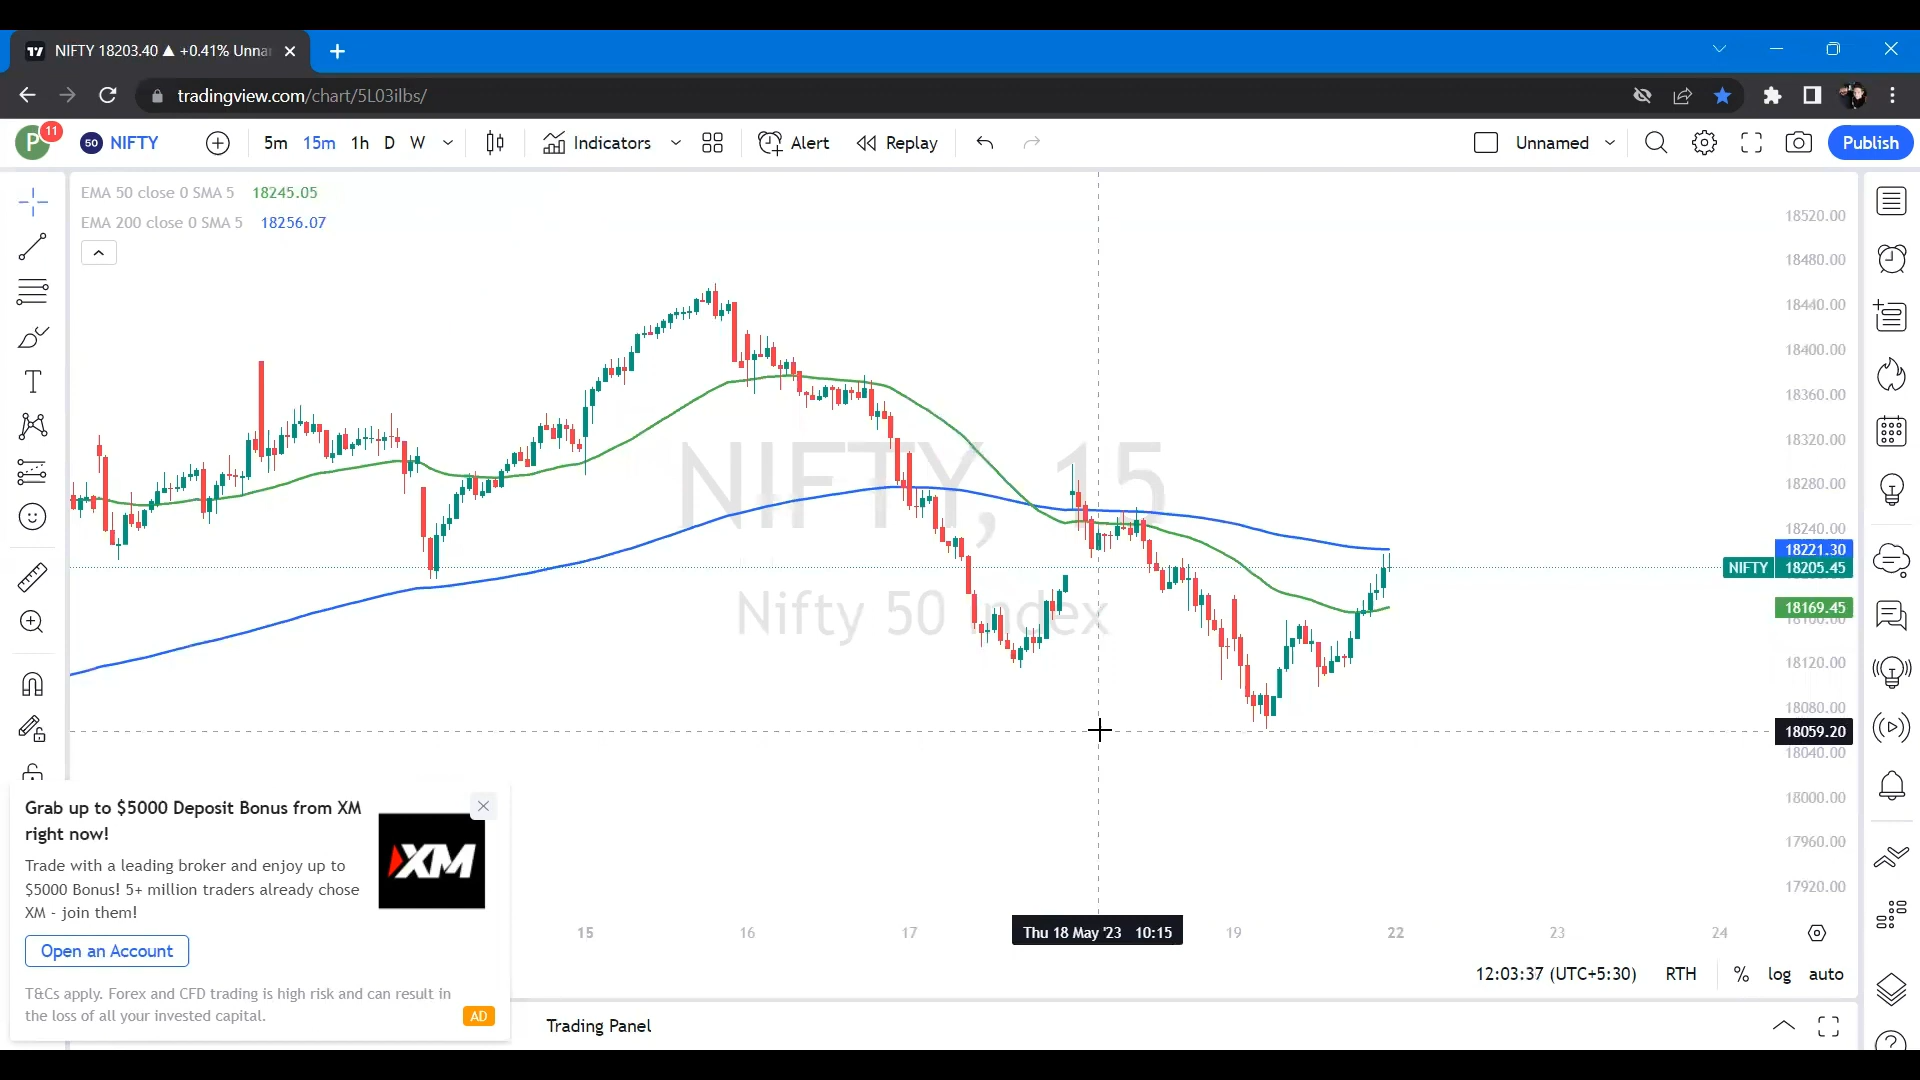 NIFTY 18203.40 ▲ +0.41% Unna
tradingview.com/chart/5L03ilbs/
P 11 50 NIFTY 5m 15m 1h D W Indicators Alert Replay Unnamed Publish
EMA 50 close 0 SMA 5 18245.05
EMA 200 close 0 SMA 5 18256.07
18520.00
18480.00
18440.00
18400.00
18360.00
18320.00
18280.00
18240.00
18221.30
NIFTY 18205.45
18169.45
18160.00
18120.00
18080.00
18059.20
18040.00
18000.00
17960.00
17920.00
NIFTY, 15
Nifty 50 Index
Grab up to $5000 Deposit Bonus from XM
right now!
Trade with a leading broker and enjoy up to
$5000 Bonus! 5+ million traders already chose
XM - join them!
XM
Open an Account
T&Cs apply. Forex and CFD trading is high risk and can result in
the loss of all your invested capital.
AD
15 16 17 Thu 18 May '23 10:15 19 22 23 24
12:03:37 (UTC+5:30) RTH % log auto
Trading Panel